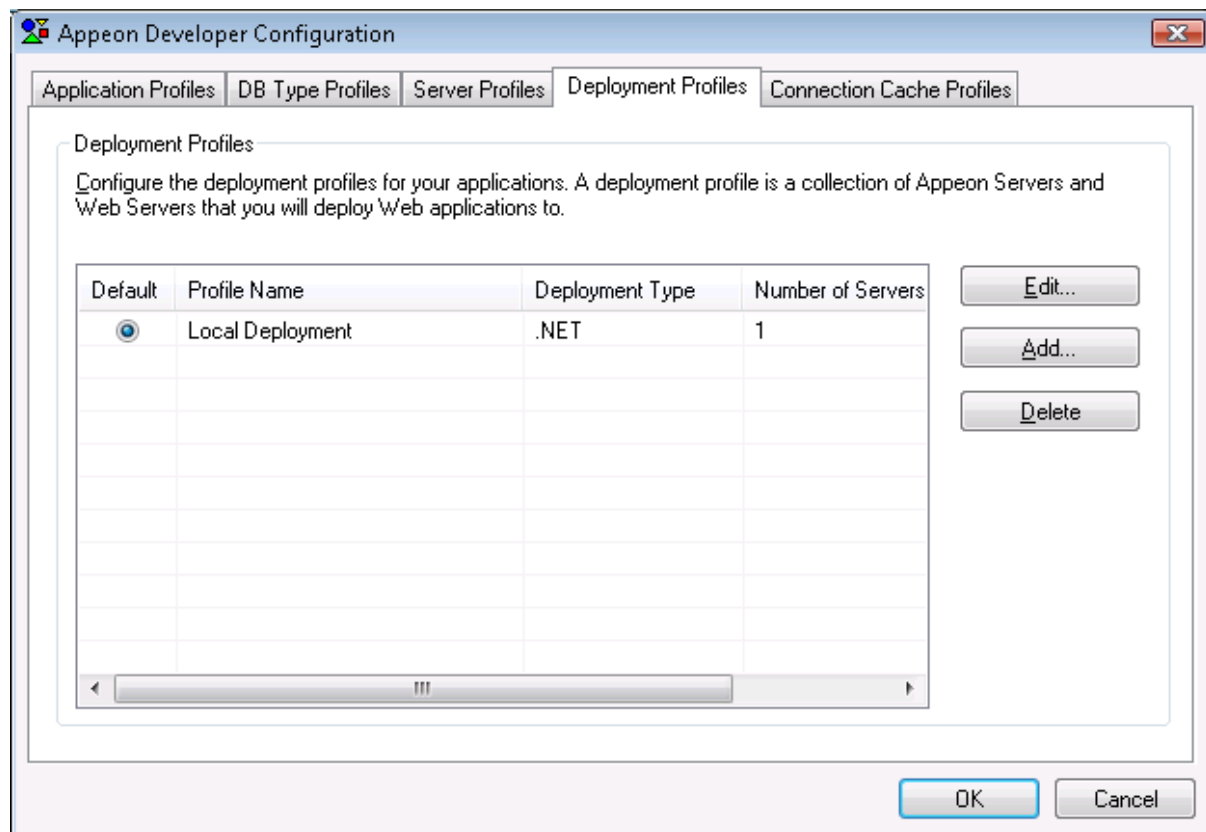 Appeon Developer Configuration
Application Profiles DB Type Profiles Server Profiles Deployment Profiles Connection Cache Profiles
Deployment Profiles
Configure the deployment profiles for your applications. A deployment profile is a collection of Appeon Servers and
Web Servers that you will deploy Web applications to.
Default Profile Name Deployment Type Number of Servers
Local Deployment .NET 1
Edit...
Add...
Delete
OK Cancel